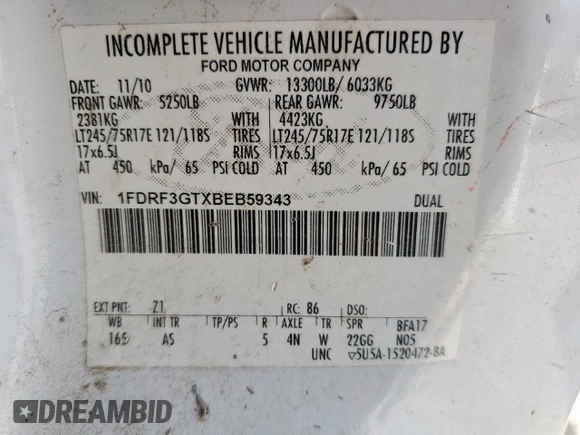 INCOMPLETE VEHICLE MANUFACTURED BY
FORD MOTOR COMPANY
DATE: 11/10 GVWR: 13300LB/ 6033KG
FRONT GAWR: 5250LB REAR GAWR: 9750LB
2381KG WITH 4423KG WITH
LT245/75R17E 121/118S TIRES LT245/75R17E 121/118S TIRES
17x6.5J RIMS 17x6.5J RIMS
AT 450 kPa/ 65 PSI COLD AT 450 kPa/ 65 PSI COLD
VIN: 1FDRF3GTXBEB59343 DUAL
EXT PNT: Z1 RC: 86 DSO:
WB INT TR TP/PS R AXLE TR SPR BFA17
165 AS 5 4N W 22GG N05
UNC ▽5U5A-1520472-BA
DREAMBID